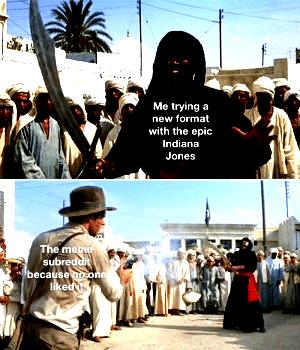 Me trying a
new format
with the epic
Indiana
Jones
The meme
subreddit
because no one
liked it